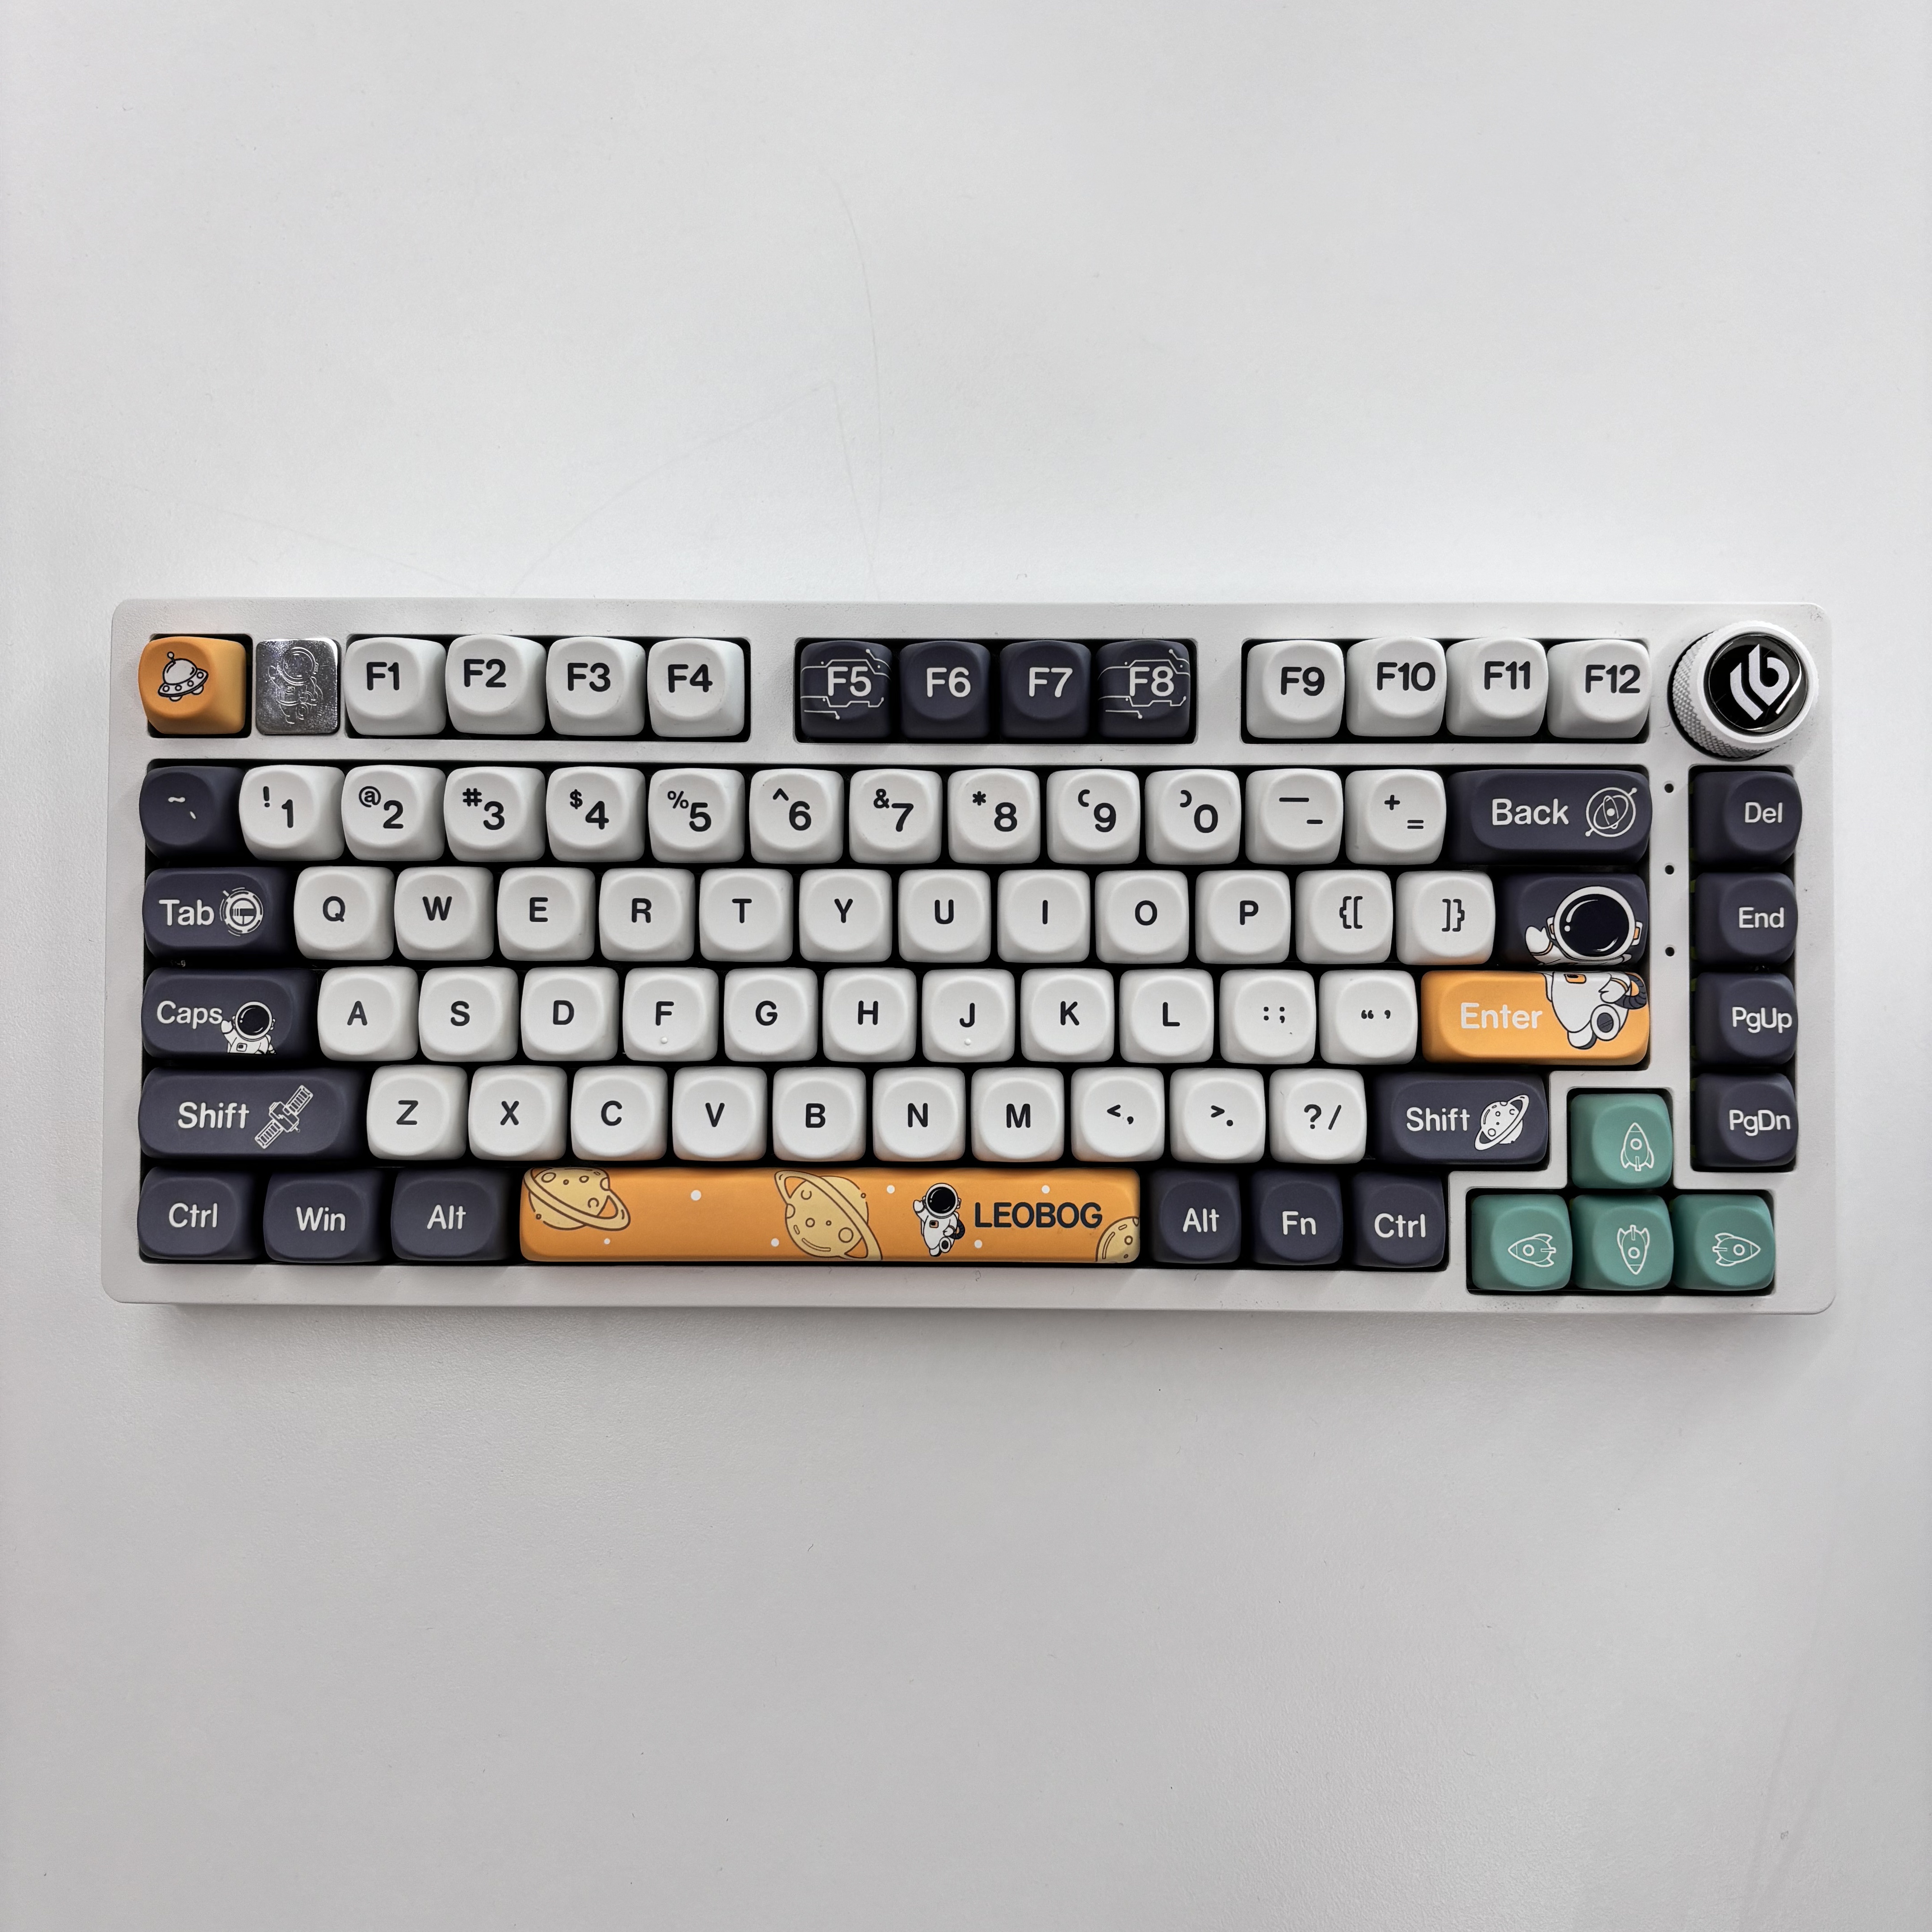 F1 F2 F3 F4 F5 F6 F7 F8 F9 F10 F11 F12
~ ` ! 1 @ 2 # 3 $ 4 % 5 ^ 6 & 7 * 8 ( 9 ) 0 — - + = Back Del
Tab Q W E R T Y U I O P {[ ]} End
Caps A S D F G H J K L : ; “ ’ Enter PgUp
Shift Z X C V B N M <, >. ?/ Shift PgDn
Ctrl Win Alt LEOBOG Alt Fn Ctrl